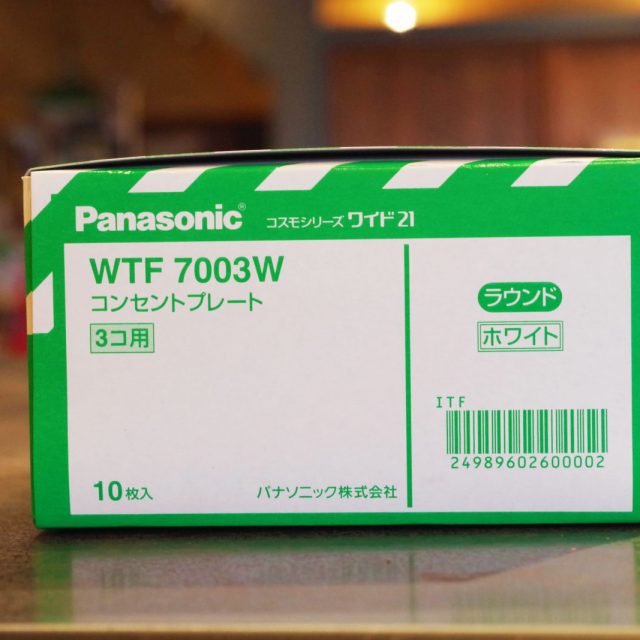 Panasonic® コスモシリーズ ワイド21
WTF 7003W
コンセントプレート
3コ用
10枚入
パナソニック株式会社
ラウンド
ホワイト
ITF
24989602600002